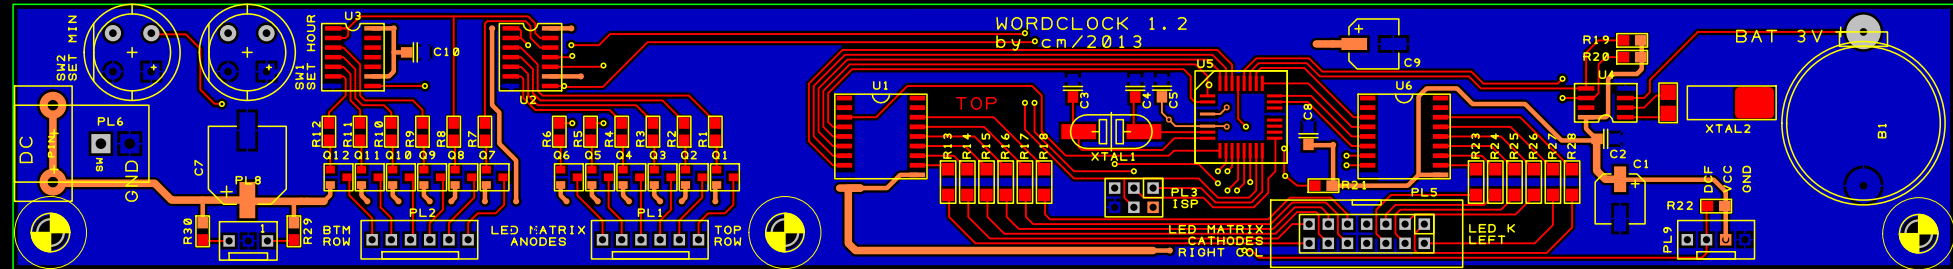 WORDCLOCK 1.2
by cm/2013
SW2
SET MIN
SW1
SET HOUR
U3
C10
U2
U1
TOP
C3
C4
C5
U5
XTAL1
C8
C9
U6
R19
R20
U4
BAT 3V +
XTAL2
B1
C2
C1
DC
PIN+
PL6
SW
GND
C7
PL8
R30
R29
1
R12
R11
R10
R9
R8
R7
Q12
Q11
Q10
Q9
Q8
Q7
R6
R5
R4
R3
R2
R1
Q6
Q5
Q4
Q3
Q2
Q1
BTM
ROW
PL2
LED MATRIX
ANODES
PL1
TOP
ROW
R13
R14
R15
R16
R17
R18
PL3
ISP
R21
PL5
LED MATRIX
CATHODES
RIGHT COL
LED K
LEFT
R23
R24
R25
R26
R27
R28
R22
DCF
VCC
GND
PL9